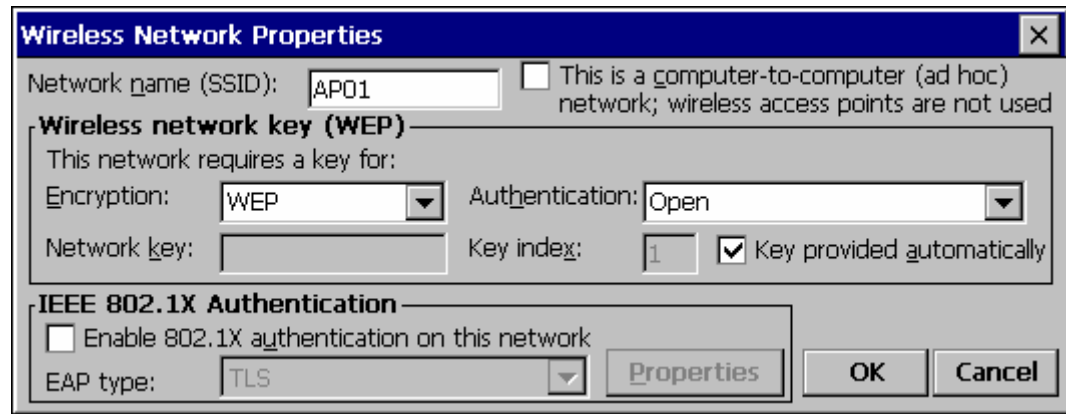 Wireless Network Properties
Network name (SSID): AP01
This is a computer-to-computer (ad hoc)
network; wireless access points are not used
Wireless network key (WEP)
This network requires a key for:
Encryption: WEP Authentication: Open
Network key: Key index: 1 Key provided automatically
IEEE 802.1X Authentication
Enable 802.1X authentication on this network
EAP type: TLS Properties OK Cancel